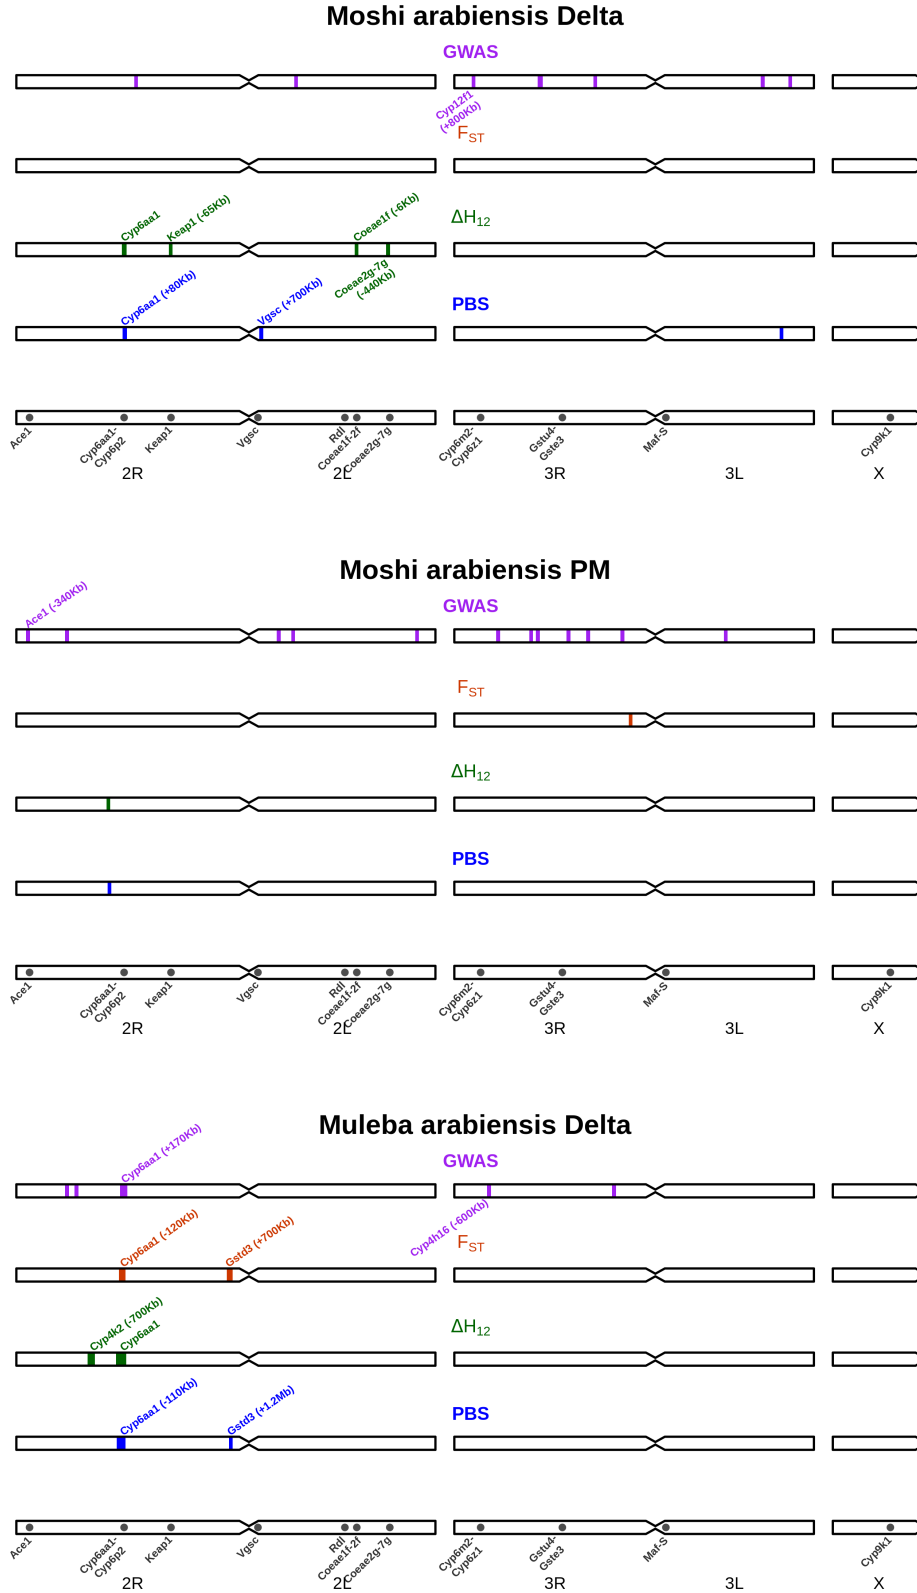 Moshi arabiensis Delta
GWAS
Cyp12f1
(+800Kb)
FST
ΔH12
Cyp6aa1
Keap1 (-65Kb)
Coeae1f (-6Kb)
Coeae2g-7g
(-440Kb)
PBS
Cyp6aa1 (+80Kb)
Vgsc (+700Kb)
Ace1
Cyp6aa1-
Cyp6p2
Keap1
Vgsc
Rdl
Coeae1f-2f
Coeae2g-7g
Cyp6m2-
Cyp6z1
Gstu4-
Gste3
Maf-S
Cyp9k1
2R
2L
3R
3L
X
Moshi arabiensis PM
GWAS
Ace1 (-340Kb)
FST
ΔH12
PBS
Ace1
Cyp6aa1-
Cyp6p2
Keap1
Vgsc
Rdl
Coeae1f-2f
Coeae2g-7g
Cyp6m2-
Cyp6z1
Gstu4-
Gste3
Maf-S
Cyp9k1
2R
2L
3R
3L
X
Muleba arabiensis Delta
GWAS
Cyp6aa1 (+170Kb)
Cyp4h16 (-600Kb)
FST
Cyp6aa1 (-120Kb)
Gstd3 (+700Kb)
ΔH12
Cyp4k2 (-700Kb)
Cyp6aa1
PBS
Cyp6aa1 (-110Kb)
Gstd3 (+1.2Mb)
Ace1
Cyp6aa1-
Cyp6p2
Keap1
Vgsc
Rdl
Coeae1f-2f
Coeae2g-7g
Cyp6m2-
Cyp6z1
Gstu4-
Gste3
Maf-S
Cyp9k1
2R
2L
3R
3L
X